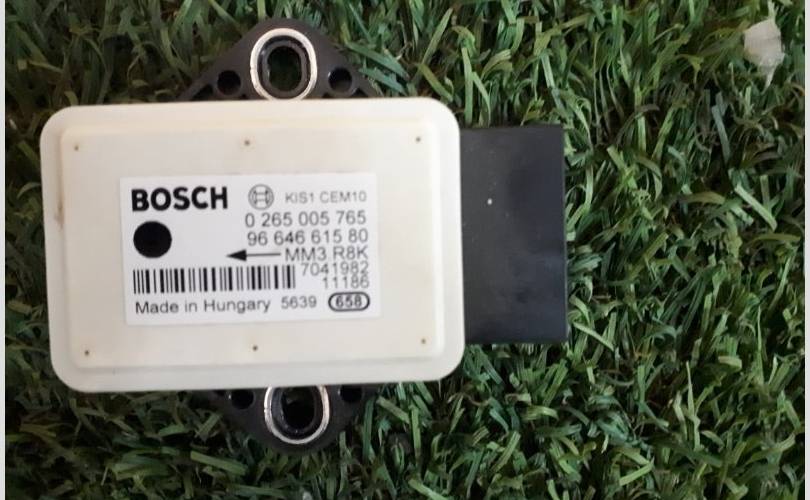 BOSCH KIS1 CEM10
0 265 005 765
96 646 615 80
MM3.R8K
7041982
11186
Made in Hungary 5639 658